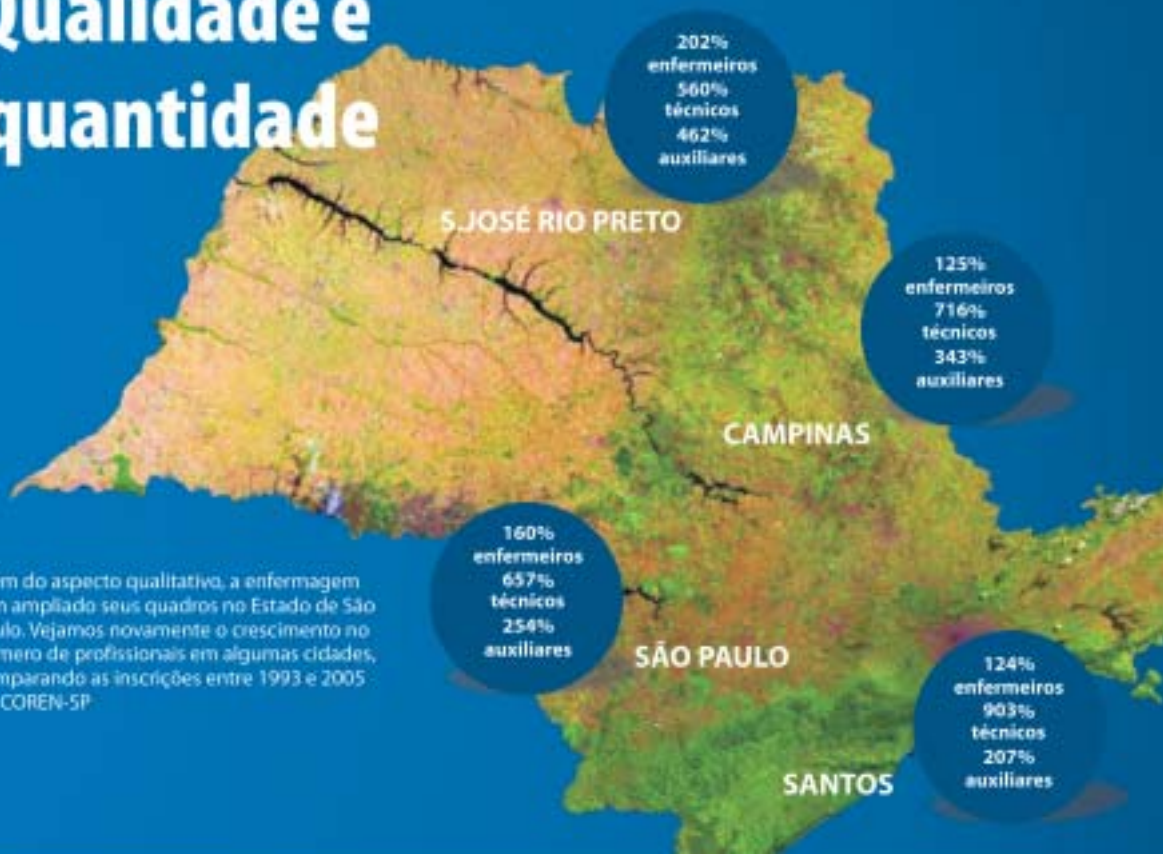 Qualidade e
quantidade
202%
enfermeiros
560%
técnicos
462%
auxiliares
S.JOSÉ RIO PRETO
125%
enfermeiros
716%
técnicos
343%
auxiliares
CAMPINAS
160%
enfermeiros
657%
técnicos
254%
auxiliares
SÃO PAULO
do aspecto qualitativo, a enfermagem
ampliado seus quadros no Estado de São
Vejamos novamente o crescimento no
de profissionais em algumas cidades,
as inscrições entre 1993 e 2005
COREN-SP
124%
enfermeiros
903%
técnicos
207%
auxiliares
SANTOS